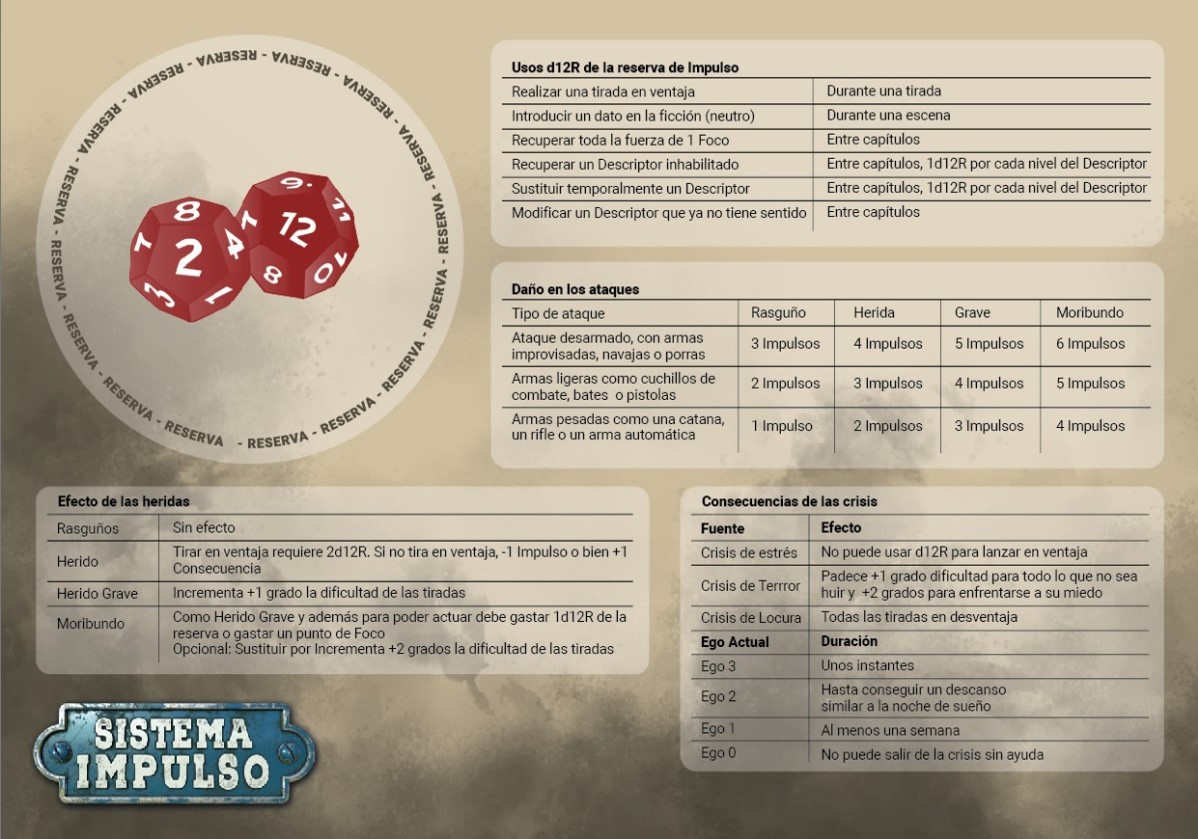 RESERVA - RESERVA - RESERVA - RESERVA - RESERVA - RESERVA - RESERVA - RESERVA - RESERVA - RESERVA - RESERVA - RESERVA - RESERVA - RESERVA
8
7
2
4
3
1
9.
7
12
11
8
10
Usos d12R de la reserva de Impulso
Realizar una tirada en ventaja Durante una tirada
Introducir un dato en la ficción (neutro) Durante una escena
Recuperar toda la fuerza de 1 Foco Entre capítulos
Recuperar un Descriptor inhabilitado Entre capítulos, 1d12R por cada nivel del Descriptor
Sustituir temporalmente un Descriptor Entre capítulos, 1d12R por cada nivel del Descriptor
Modificar un Descriptor que ya no tiene sentido Entre capítulos
Daño en los ataques
Tipo de ataque Rasguño Herida Grave Moribundo
Ataque desarmado, con armas
improvisadas, navajas o porras 3 Impulsos 4 Impulsos 5 Impulsos 6 Impulsos
Armas ligeras como cuchillos de
combate, bates o pistolas 2 Impulsos 3 Impulsos 4 Impulsos 5 Impulsos
Armas pesadas como una catana,
un rifle o un arma automática 1 Impulso 2 Impulsos 3 Impulsos 4 Impulsos
Efecto de las heridas
Rasguños Sin efecto
Herido Tirar en ventaja requiere 2d12R. Si no tira en ventaja, -1 Impulso o bien +1
Consecuencia
Herido Grave Incrementa +1 grado la dificultad de las tiradas
Moribundo Como Herido Grave y además para poder actuar debe gastar 1d12R de la
reserva o gastar un punto de Foco
Opcional: Sustituir por Incrementa +2 grados la dificultad de las tiradas
Consecuencias de las crisis
Fuente Efecto
Crisis de estrés No puede usar d12R para lanzar en ventaja
Crisis de Terrror Padece +1 grado dificultad para todo lo que no sea
huir y +2 grados para enfrentarse a su miedo
Crisis de Locura Todas las tiradas en desventaja
Ego Actual Duración
Ego 3 Unos instantes
Ego 2 Hasta conseguir un descanso
similar a la noche de sueño
Ego 1 Al menos una semana
Ego 0 No puede salir de la crisis sin ayuda
SISTEMA
IMPULSO